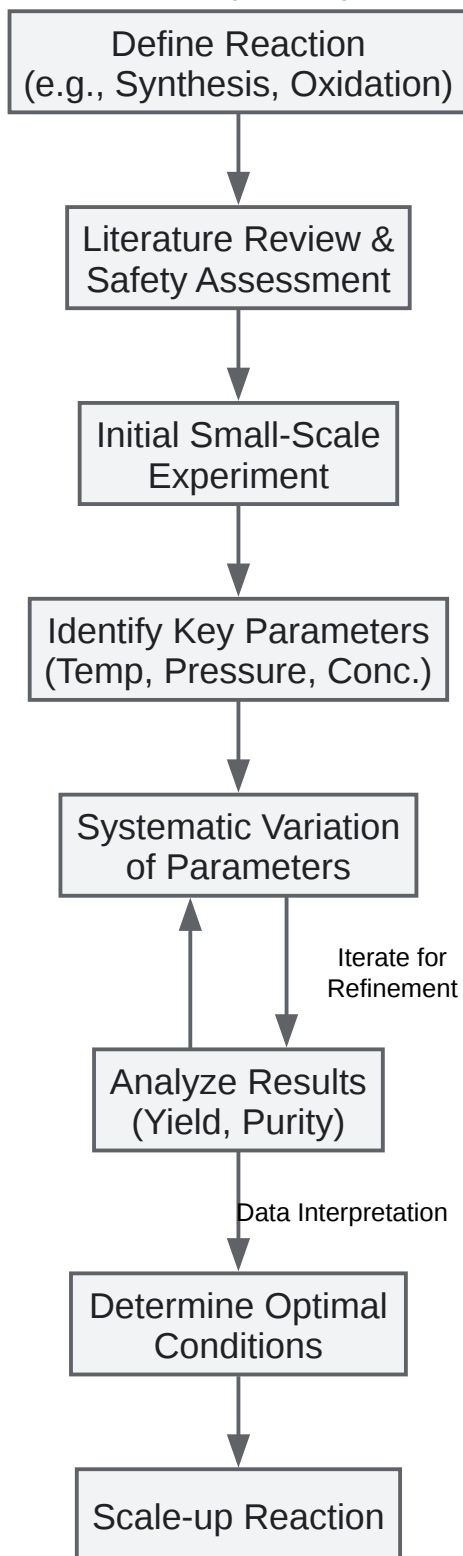 Define Reaction
(e.g., Synthesis, Oxidation)
Literature Review &
Safety Assessment
Initial Small-Scale
Experiment
Identify Key Parameters
(Temp, Pressure, Conc.)
Systematic Variation
of Parameters
Iterate for
Refinement
Analyze Results
(Yield, Purity)
Data Interpretation
Determine Optimal
Conditions
Scale-up Reaction